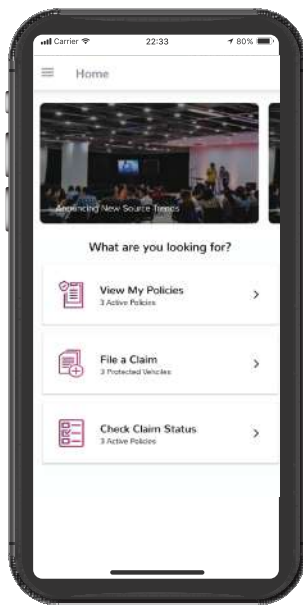 Carrier 22:33 80%
Home
Announcing New Source Trends
What are you looking for?
View My Policies
3 Active Policies
File a Claim
3 Protected Vehicles
Check Claim Status
3 Active Policies